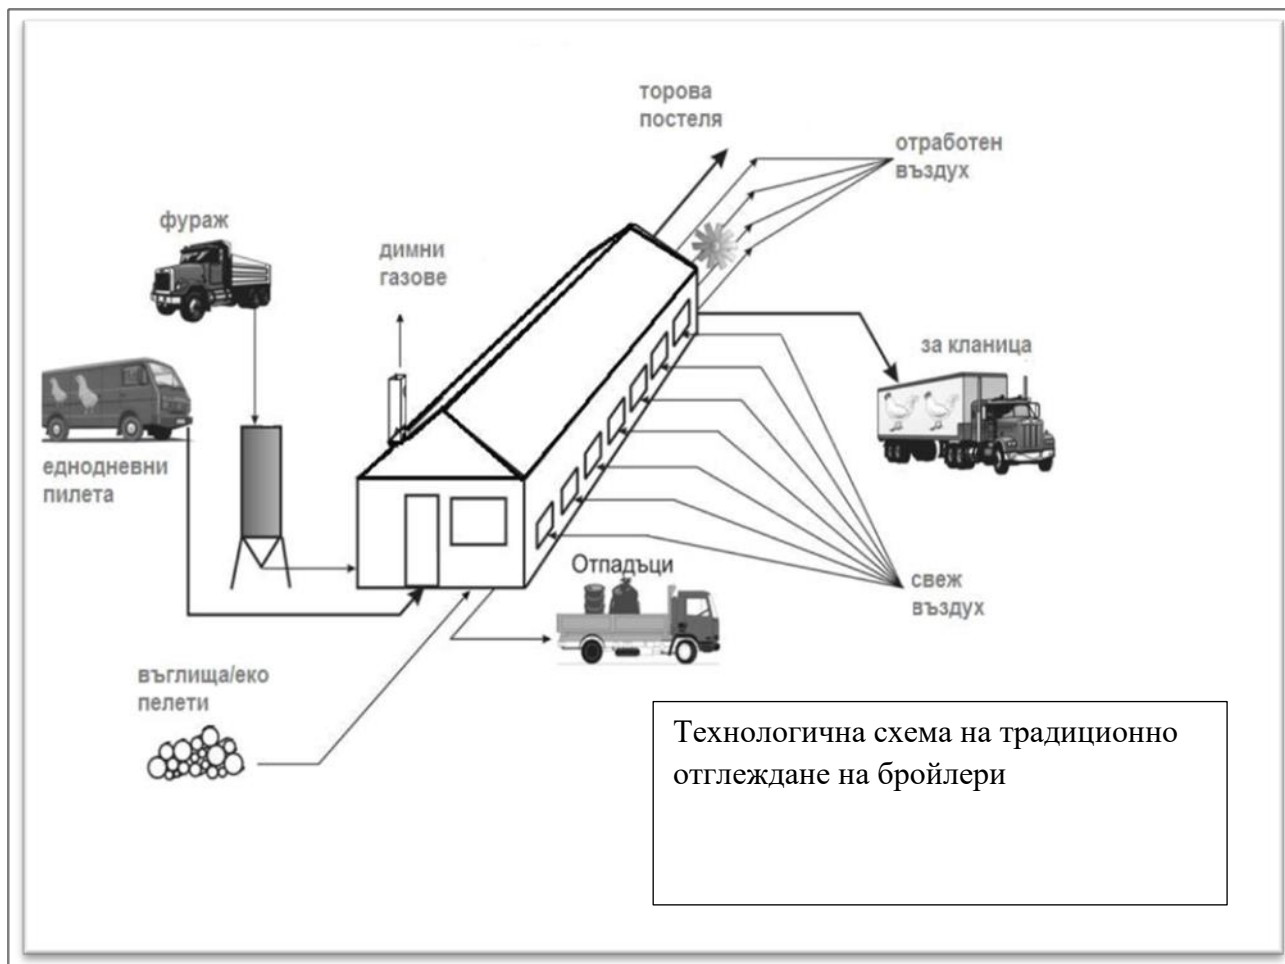 торова
постеля
отработен
въздух
фураж
димни
газове
за кланица
еднодневни
пилета
Отпадъци
свеж
въздух
въглища/еко
пелети
Технологична схема на традиционно
отглеждане на бройлери